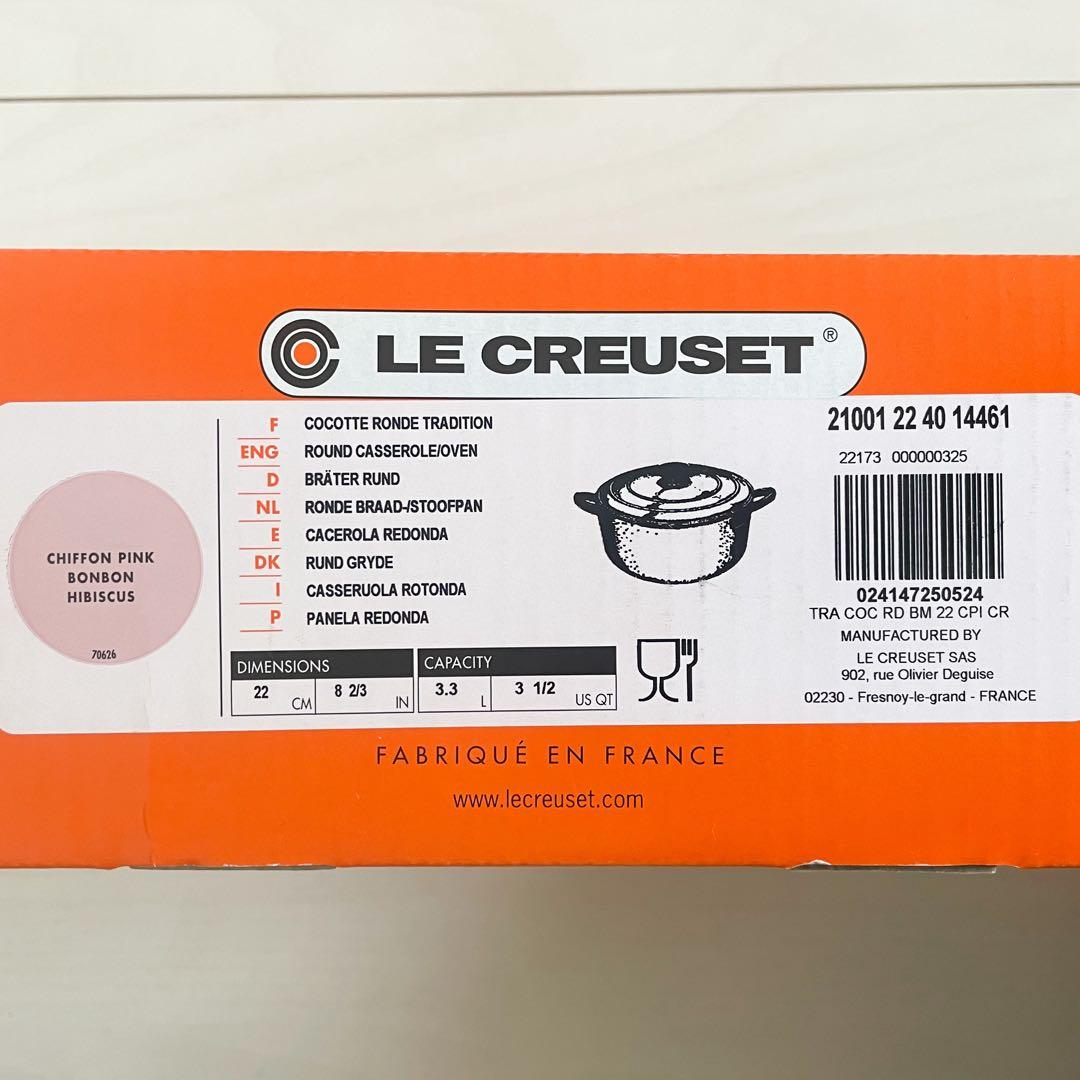 LE CREUSET®
CHIFFON PINK
BONBON
HIBISCUS
70626
F COCOTTE RONDE TRADITION
ENG ROUND CASSEROLE/OVEN
D BRÄTER RUND
NL RONDE BRAAD-/STOOFPAN
E CACEROLA REDONDA
DK RUND GRYDE
I CASSERUOLA ROTONDA
P PANELA REDONDA
DIMENSIONS
22 CM 8 2/3 IN
CAPACITY
3.3 L 3 1/2 US QT
21001 22 40 14461
22173 000000325
024147250524
TRA COC RD BM 22 CPI CR
MANUFACTURED BY
LE CREUSET SAS
902, rue Olivier Deguise
02230 - Fresnoy-le-grand - FRANCE
FABRIQUÉ EN FRANCE
www.lecreuset.com